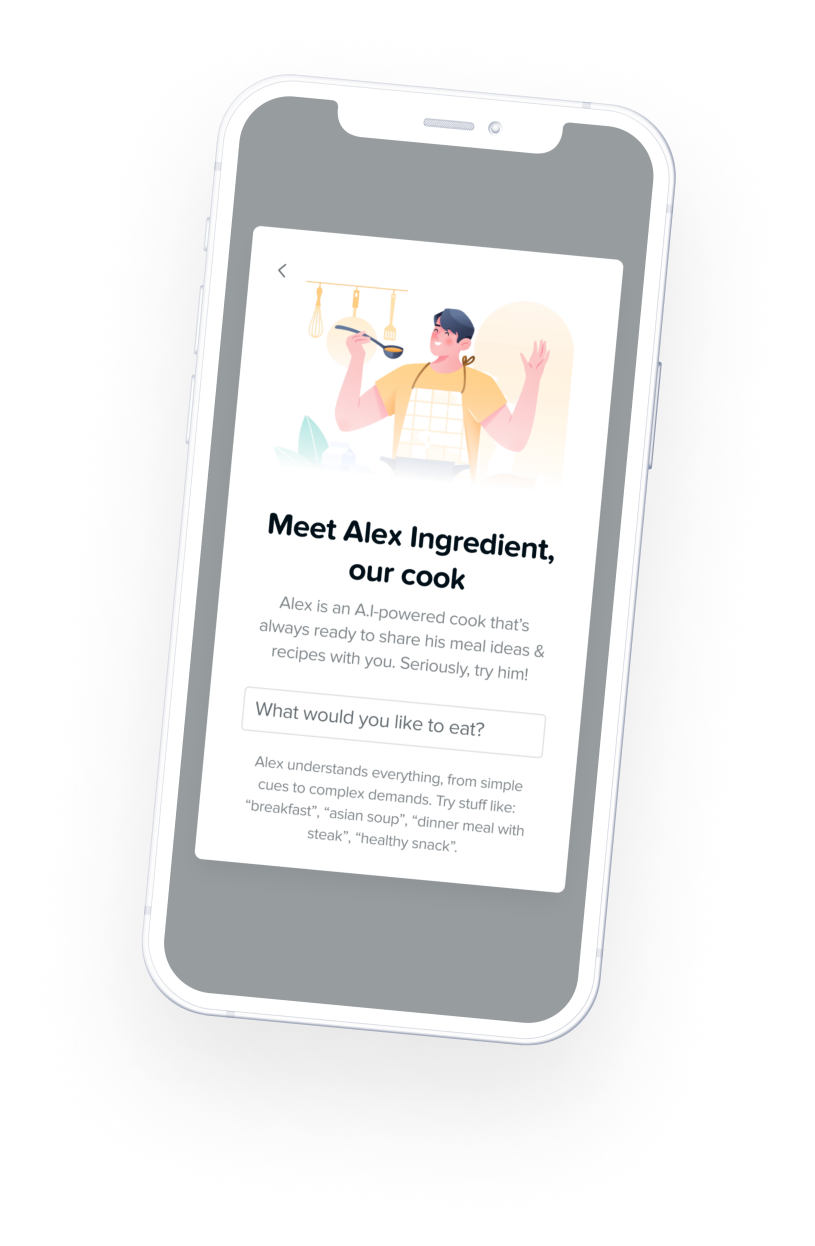 Meet Alex Ingredient,
our cook
Alex is an A.I-powered cook that's
always ready to share his meal ideas &
recipes with you. Seriously, try him!
What would you like to eat?
Alex understands everything, from simple
cues to complex demands. Try stuff like:
“breakfast”, “asian soup”, “dinner meal with
steak”, “healthy snack”.